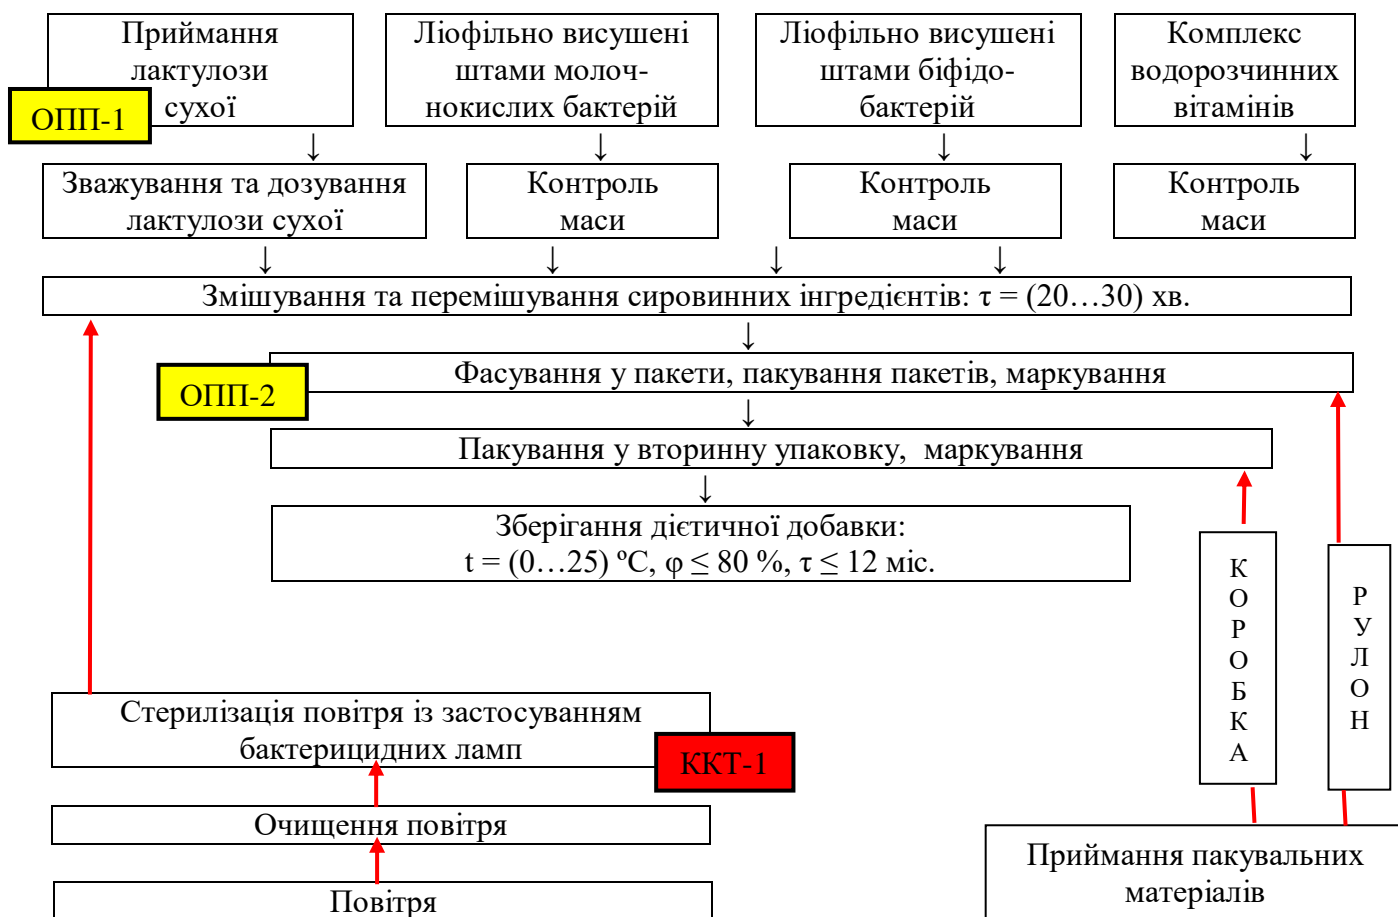 Приймання
лактулози
сухої
ОПП-1
Ліофільно висушені
штами молоч-
нокислих бактерій
Ліофільно висушені
штами біфідо-
бактерій
Комплекс
водорозчинних
вітамінів
↓ ↓ ↓ ↓
Зважування та дозування
лактулози сухої
Контроль
маси
Контроль
маси
Контроль
маси
↓ ↓ ↓ ↓
Змішування та перемішування сировинних інгредієнтів: τ = (20…30) хв.
↓
Фасування у пакети, пакування пакетів, маркування
ОПП-2
↓
Пакування у вторинну упаковку, маркування
↓
Зберігання дієтичної добавки:
t = (0…25) ºС, φ ≤ 80 %, τ ≤ 12 міс.
К
О
Р
О
Б
К
А
Р
У
Л
О
Н
Стерилізація повітря із застосуванням
бактерицидних ламп
ККТ-1
Очищення повітря
Повітря
Приймання пакувальних
матеріалів